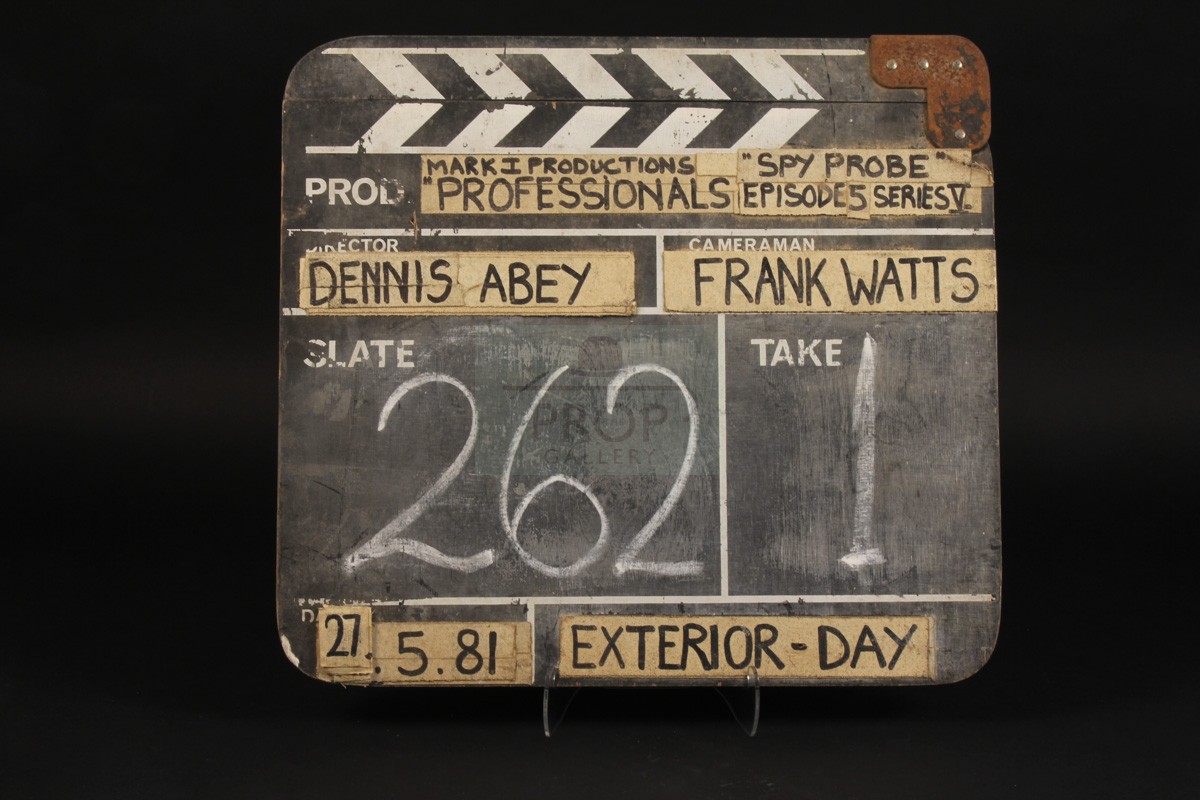 MARK I PRODUCTIONS "SPY PROBE"
PROD. "PROFESSIONALS EPISODE 5 SERIES V.
DIRECTOR CAMERAMAN
DENNIS ABEY FRANK WATTS
SLATE TAKE
262 1
PROP
GALLERY
27. 5. 81 EXTERIOR - DAY